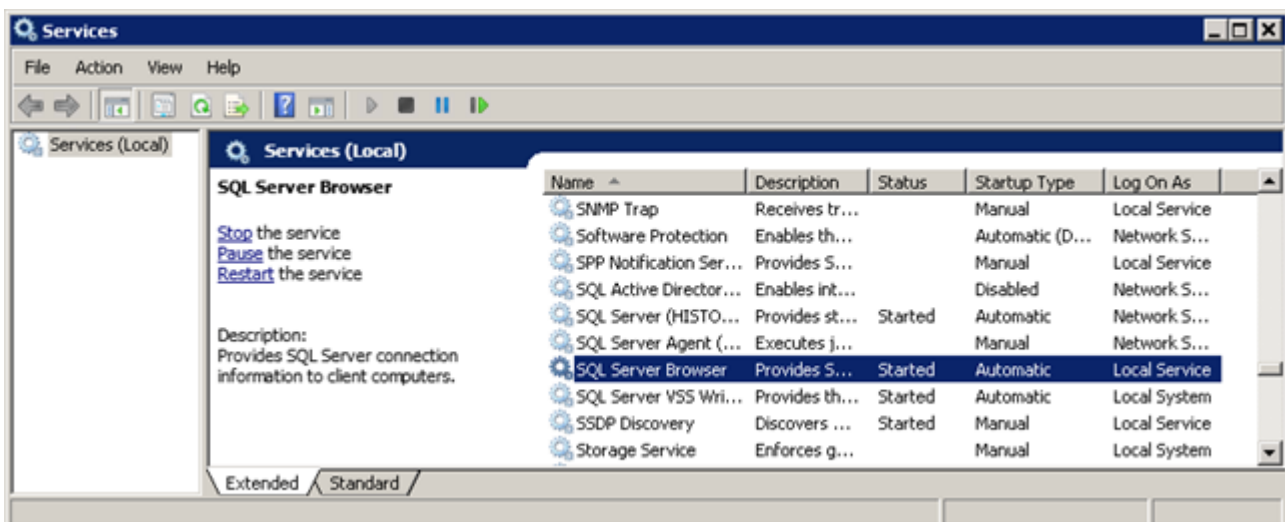 Services
File Action View Help
Services (Local)
Services (Local)
SQL Server Browser
Stop the service
Pause the service
Restart the service
Description:
Provides SQL Server connection
information to client computers.
Name Description Status Startup Type Log On As
SNMP Trap Receives tr... Manual Local Service
Software Protection Enables th... Automatic (D... Network S...
SPP Notification Ser... Provides S... Manual Local Service
SQL Active Director... Enables int... Disabled Network S...
SQL Server (HISTO... Provides st... Started Automatic Network S...
SQL Server Agent (... Executes j... Manual Network S...
SQL Server Browser Provides S... Started Automatic Local Service
SQL Server VSS Wri... Provides th... Started Automatic Local System
SSDP Discovery Discovers ... Started Manual Local Service
Storage Service Enforces g... Manual Local System
Extended Standard